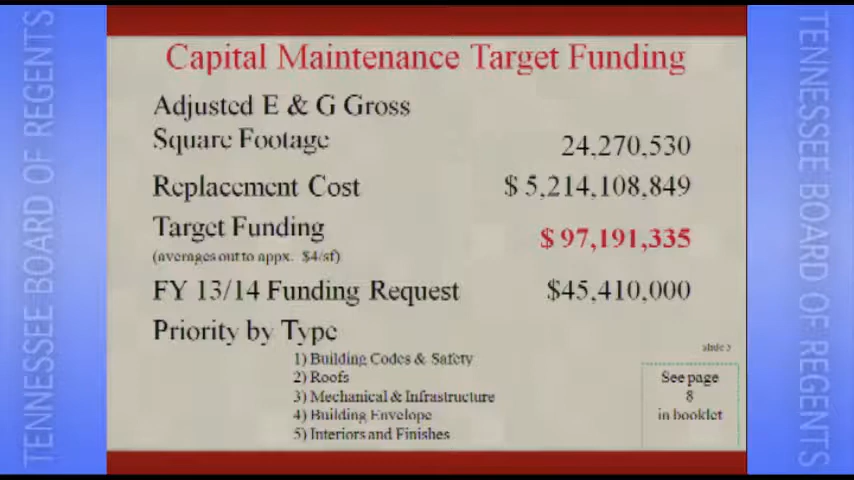 TENNESSEE BOARD OF REGENTS
Capital Maintenance Target Funding
Adjusted E & G Gross
Square Footage 24,270,530
Replacement Cost $ 5,214,108,849
Target Funding $ 97,191,335
(averages out to appx. $4/sf)
FY 13/14 Funding Request $45,410,000
Priority by Type
1) Building Codes & Safety
2) Roofs
3) Mechanical & Infrastructure
4) Building Envelope
5) Interiors and Finishes
See page
8
in booklet
TENNESSEE BOARD OF REGENTS